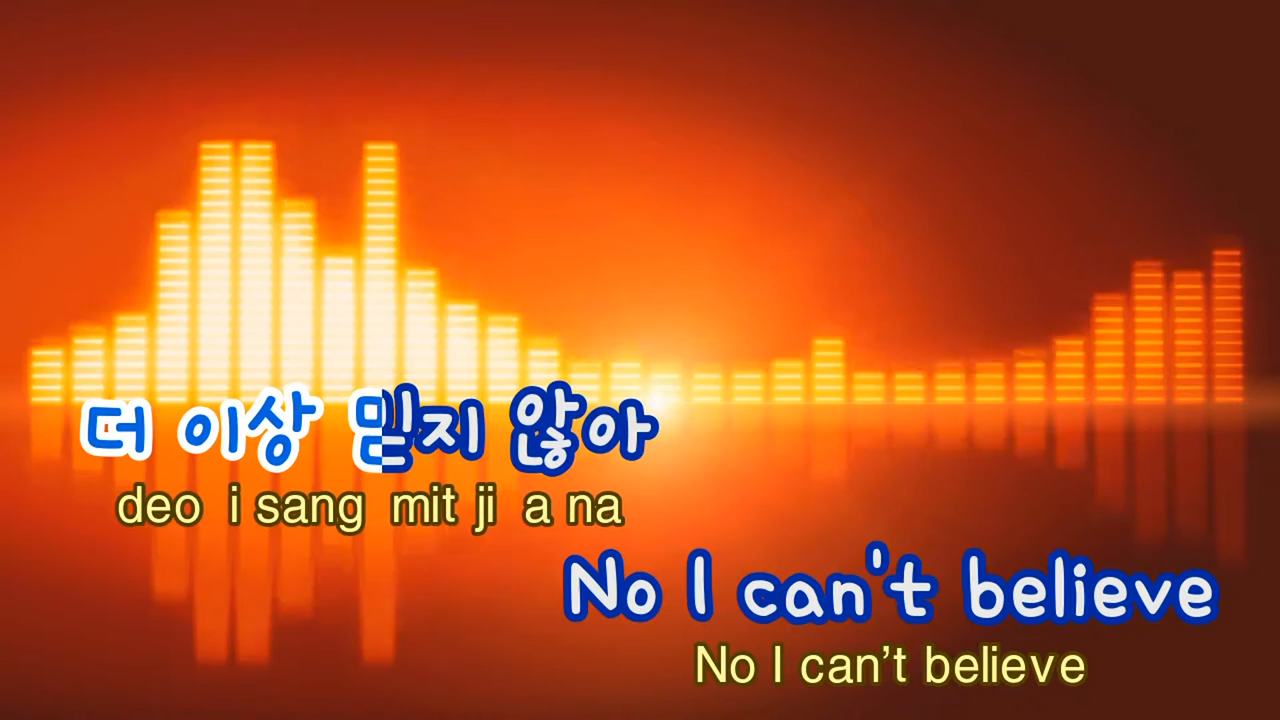 더 이상 믿지 않아
deo i sang mit ji a na
No I can't believe
No I can’t believe